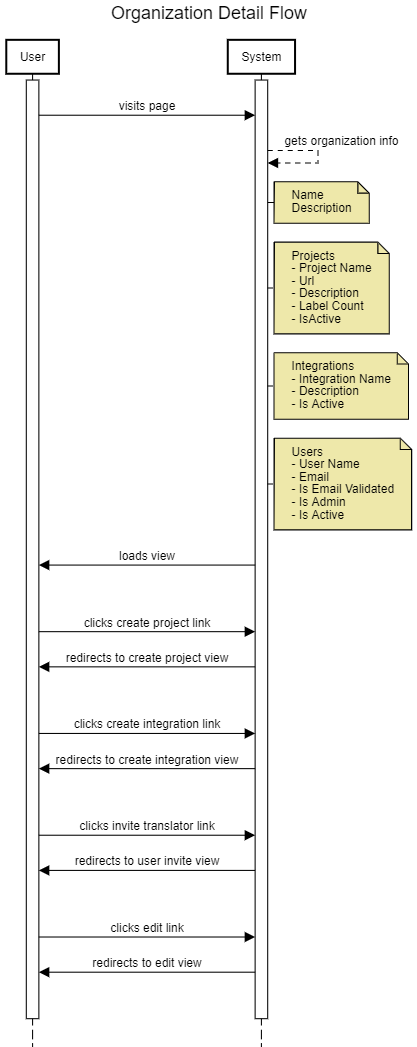 Organization Detail Flow
User
System
visits page
gets organization info
Name
Description
Projects
- Project Name
- Url
- Description
- Label Count
- IsActive
Integrations
- Integration Name
- Description
- Is Active
Users
- User Name
- Email
- Is Email Validated
- Is Admin
- Is Active
loads view
clicks create project link
redirects to create project view
clicks create integration link
redirects to create integration view
clicks invite translator link
redirects to user invite view
clicks edit link
redirects to edit view